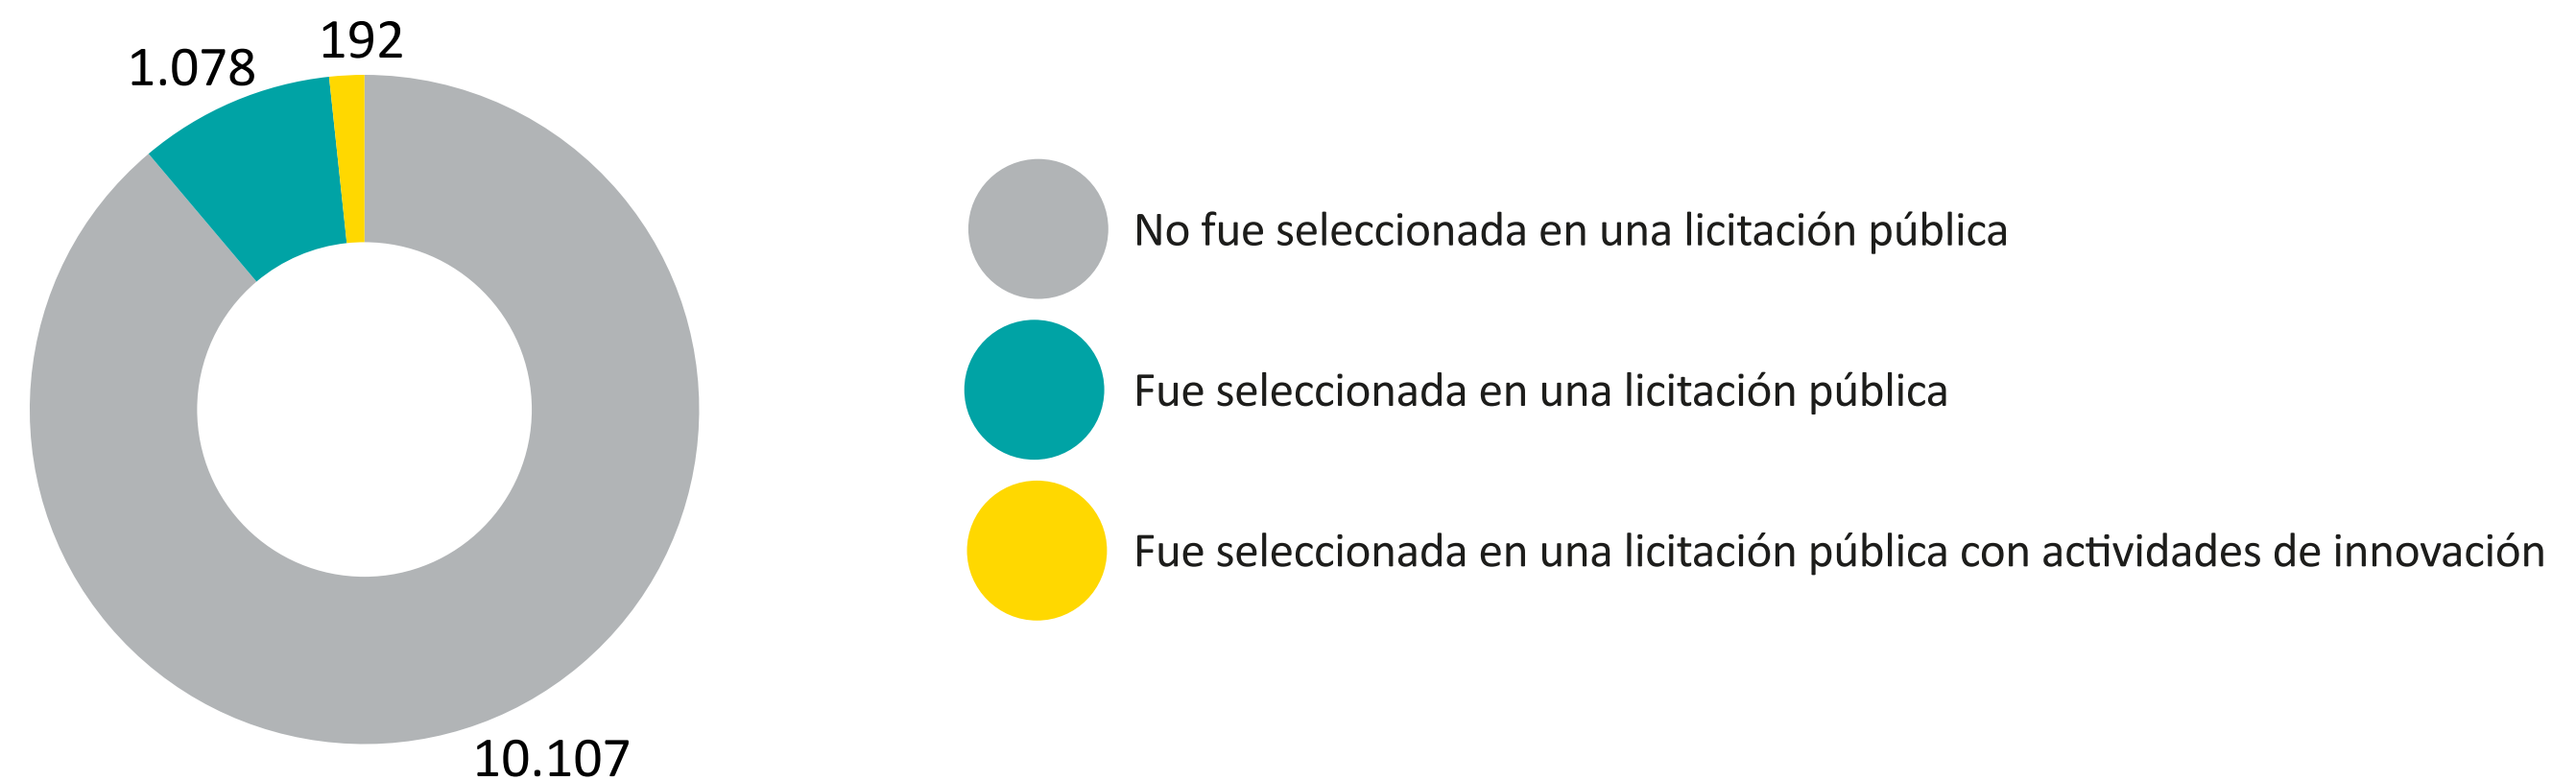 192
1.078
10.107
No fue seleccionada en una licitación pública
Fue seleccionada en una licitación pública
Fue seleccionada en una licitación pública con actividades de innovación